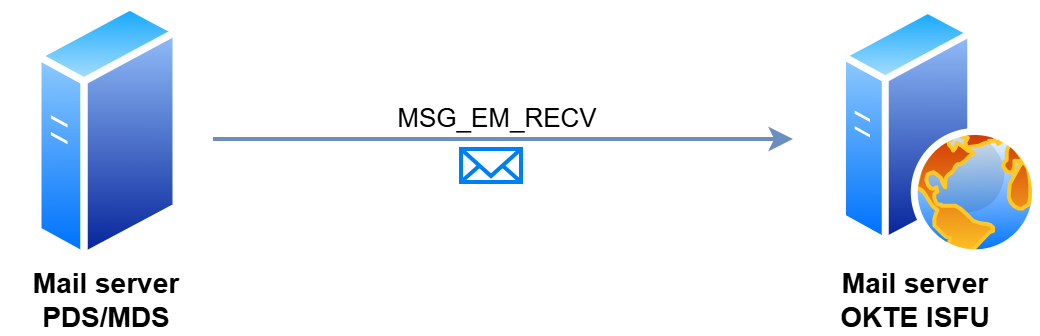 MSG_EM_RECV
Mail server
PDS/MDS
Mail server
OKTE ISFU